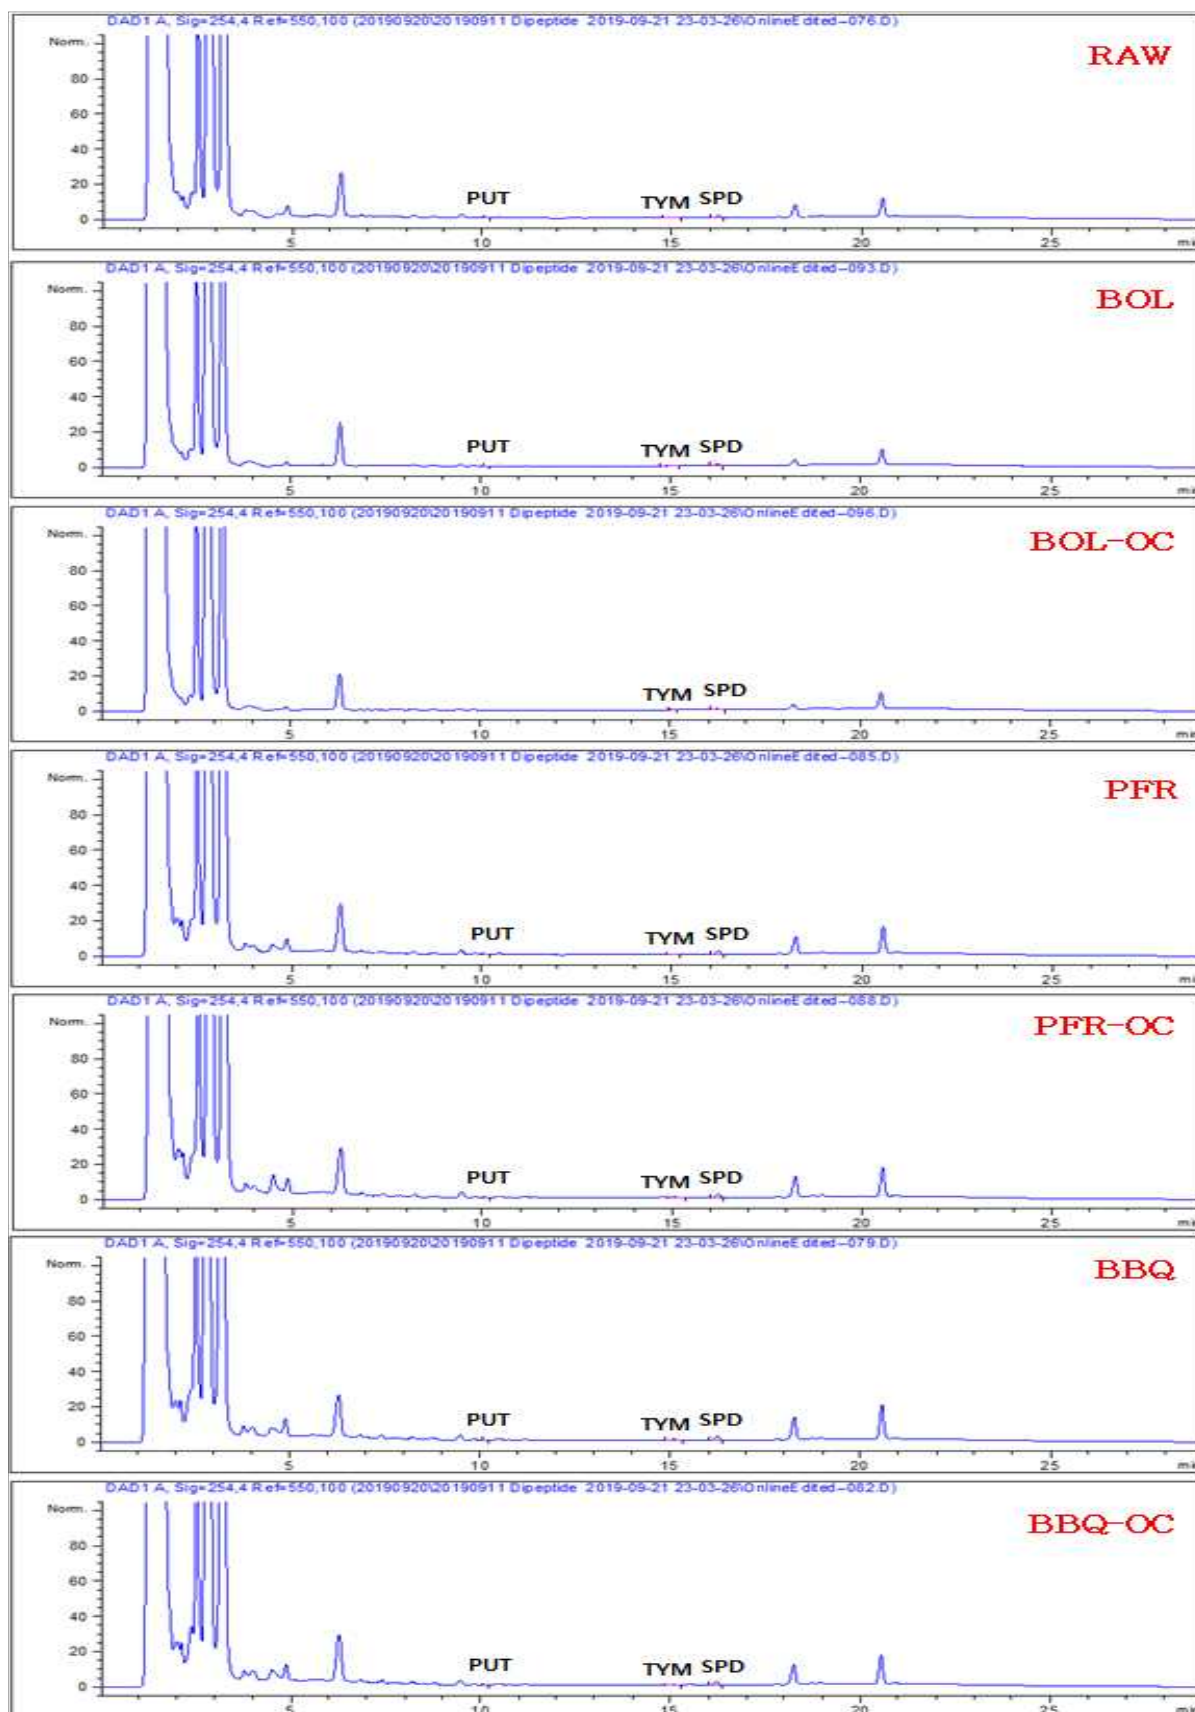 DAD1 A, Sig=254,4 Ref=550,100 (20190920\20190911 Dipeptide 2019-09-21 23-03-26\OnlineEdited--076.D)
Norm.
RAW
80
60
40
20
PUT TYM SPD
0
5 10 15 20 25 mi
DAD1 A, Sig=254,4 Ref=550,100 (20190920\20190911 Dipeptide 2019-09-21 23-03-26\OnlineEdited--093.D)
Norm.
BOL
80
60
40
20
PUT TYM SPD
0
5 10 15 20 25 mi
DAD1 A, Sig=254,4 Ref=550,100 (20190920\20190911 Dipeptide 2019-09-21 23-03-26\OnlineEdited--096.D)
Norm.
BOL-OC
80
60
40
20
TYM SPD
0
5 10 15 20 25 mi
DAD1 A, Sig=254,4 Ref=550,100 (20190920\20190911 Dipeptide 2019-09-21 23-03-26\OnlineEdited--085.D)
Norm.
PFR
80
60
40
20
PUT TYM SPD
0
5 10 15 20 25 mi
DAD1 A, Sig=254,4 Ref=550,100 (20190920\20190911 Dipeptide 2019-09-21 23-03-26\OnlineEdited--088.D)
Norm.
PFR-OC
80
60
40
20
PUT TYM SPD
0
5 10 15 20 25 mi
DAD1 A, Sig=254,4 Ref=550,100 (20190920\20190911 Dipeptide 2019-09-21 23-03-26\OnlineEdited--079.D)
Norm.
BBQ
80
60
40
20
PUT TYM SPD
0
5 10 15 20 25 mi
DAD1 A, Sig=254,4 Ref=550,100 (20190920\20190911 Dipeptide 2019-09-21 23-03-26\OnlineEdited--082.D)
Norm.
BBQ-OC
80
60
40
20
PUT TYM SPD
0
5 10 15 20 25 mi